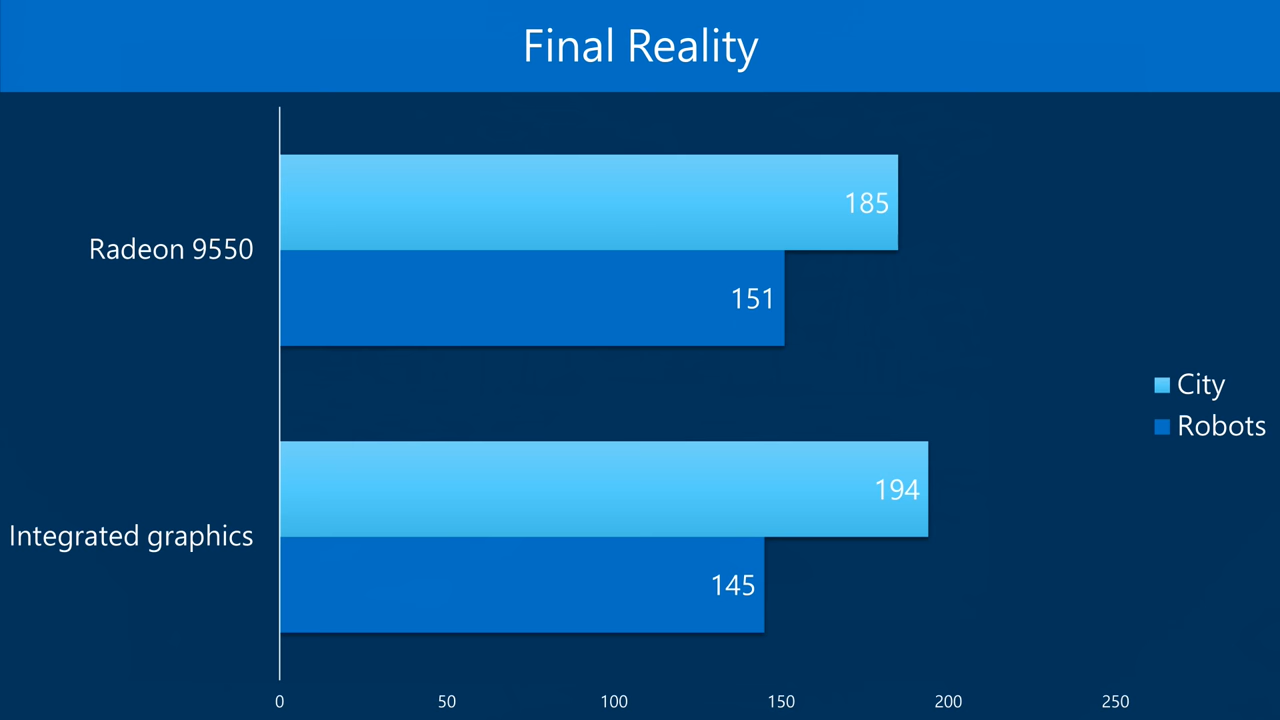 Final Reality
Radeon 9550
185
151
Integrated graphics
194
145
City
Robots
0 50 100 150 200 250